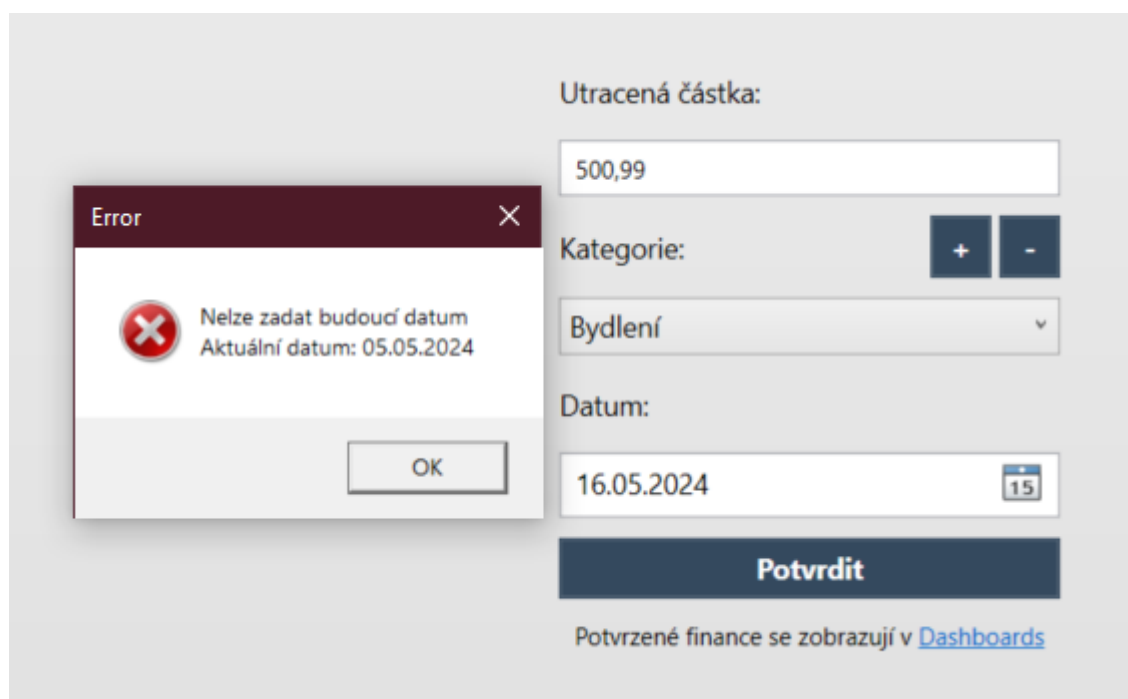 Utracená částka:
500,99
Error
Nelze zadat budoucí datum
Aktuální datum: 05.05.2024
OK
Kategorie:
+ -
Bydlení
Datum:
16.05.2024
15
Potvrdit
Potvrzené finance se zobrazují v Dashboards